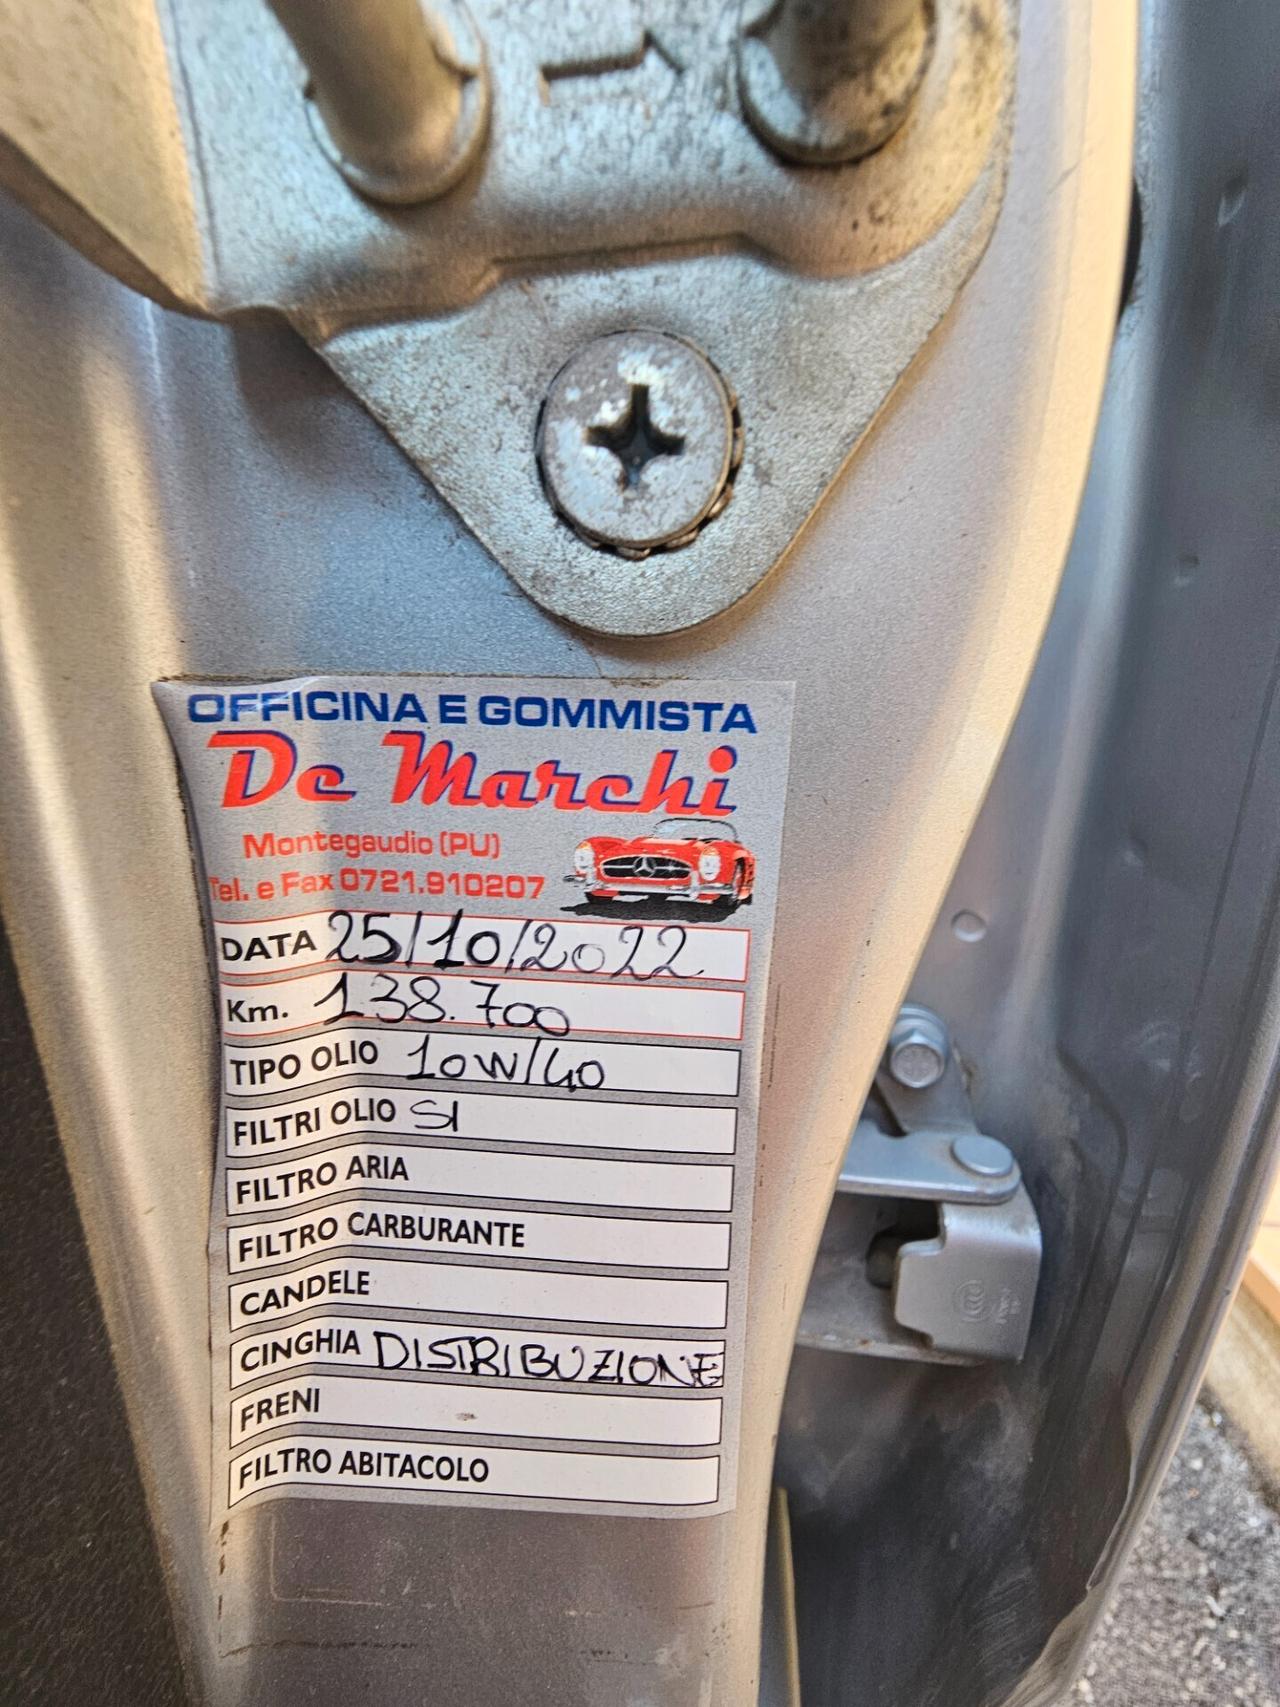 OFFICINA E GOMMISTA
De Marchi
Montegaudio (PU)
Tel. e Fax 0721.910207
DATA 25/10/2022
Km. 138.700
TIPO OLIO 10W/40
FILTRI OLIO SI
FILTRO ARIA
FILTRO CARBURANTE
CANDELE
CINGHIA DISTRIBUZIONE
FRENI
FILTRO ABITACOLO